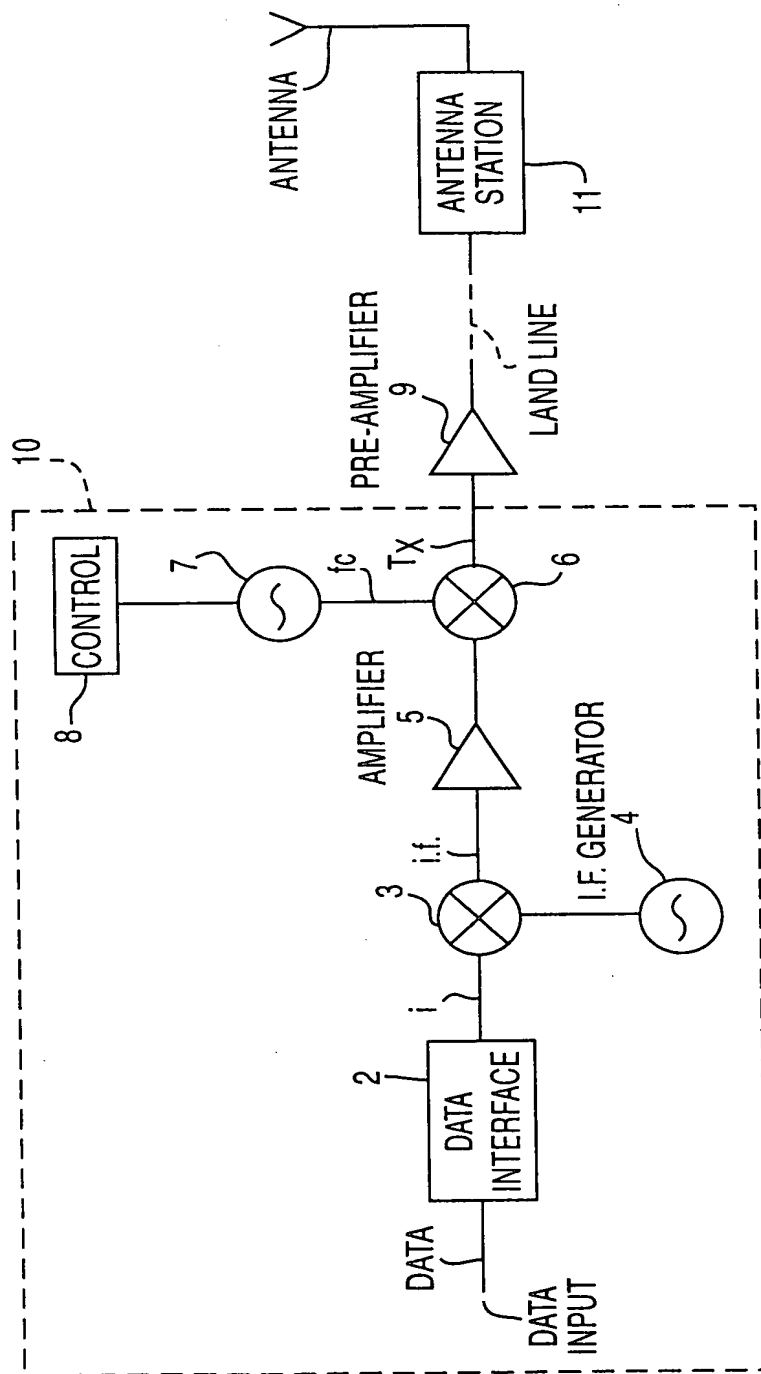 DATA
INPUT
DATA
2
DATA
INTERFACE
i
3
i.f.
I.F. GENERATOR
4
AMPLIFIER
5
8
CONTROL
7
fc
6
Tx
10
PRE-AMPLIFIER
9
LAND LINE
ANTENNA
STATION
11
ANTENNA